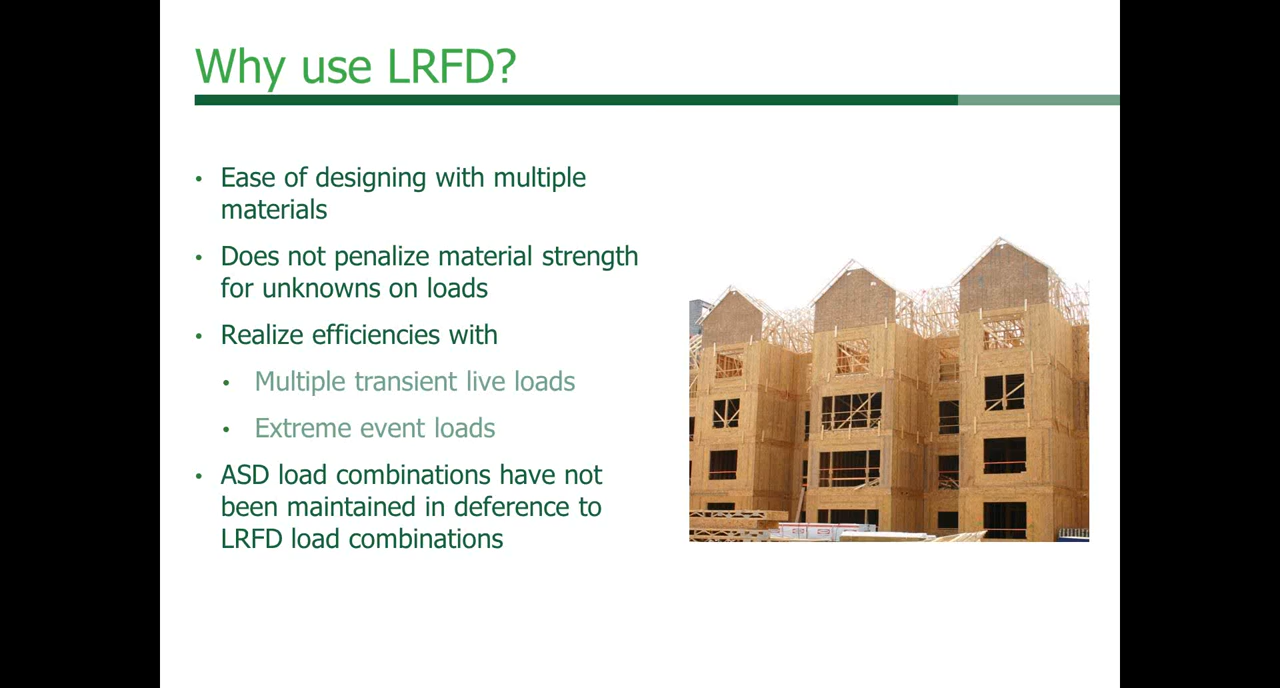 Why use LRFD?
• Ease of designing with multiple
materials
• Does not penalize material strength
for unknowns on loads
• Realize efficiencies with
• Multiple transient live loads
• Extreme event loads
• ASD load combinations have not
been maintained in deference to
LRFD load combinations